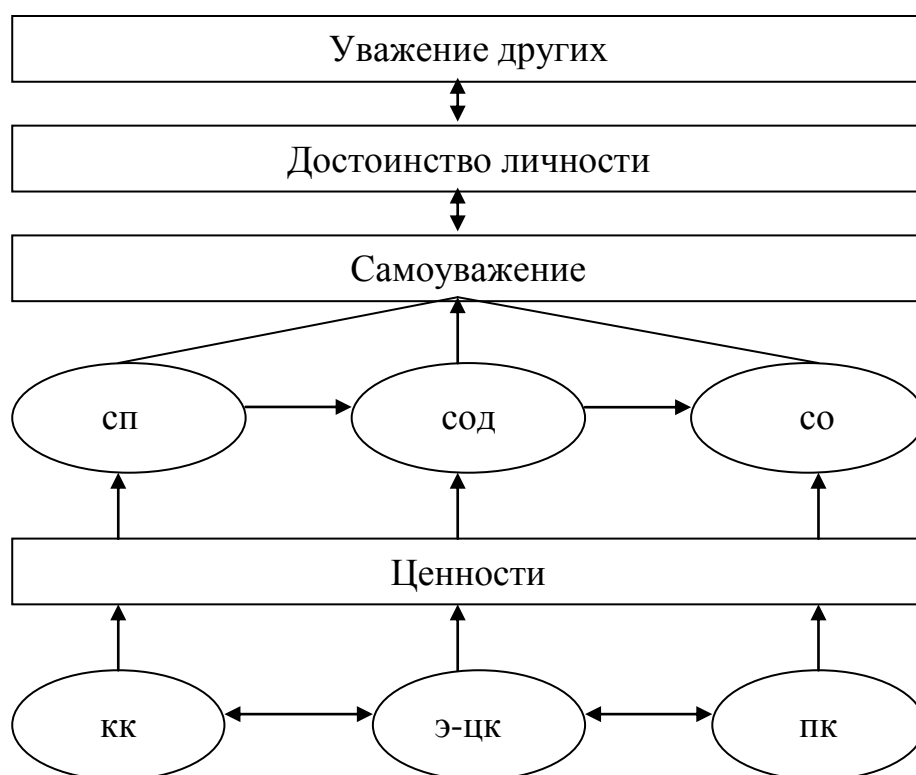 Уважение других
Достоинство личности
Самоуважение
сп сод со
Ценности
кк э-цк пк